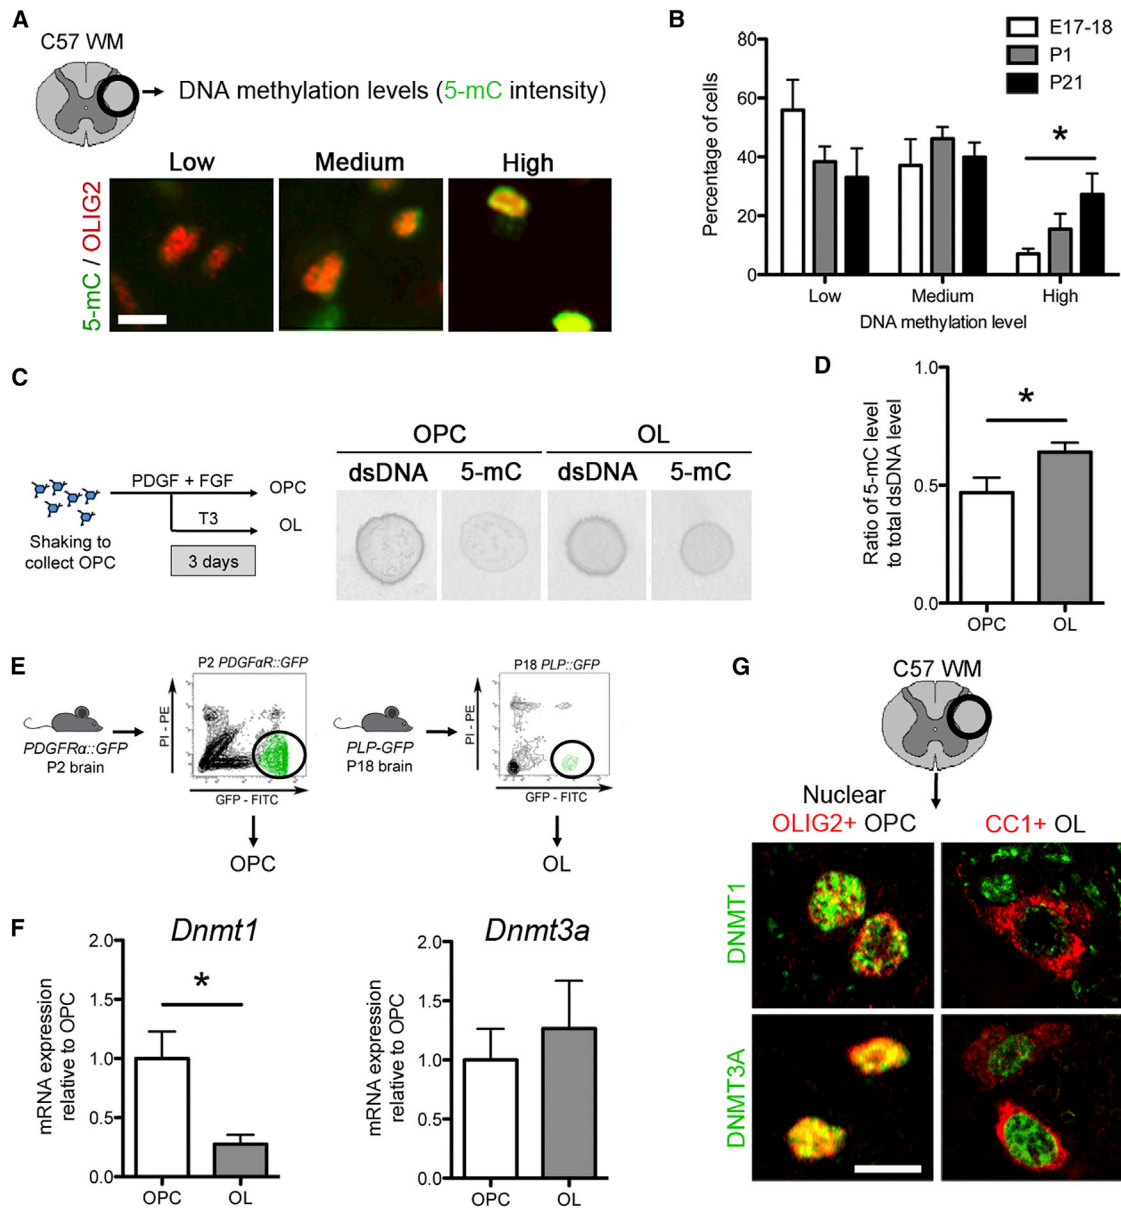 A
C57 WM
DNA methylation levels (5-mC intensity)
Low
Medium
High
5-mC / OLIG2
B
E17-18
P1
P21
80
60
40
20
0
Percentage of cells
*
Low
Medium
High
DNA methylation level
C
PDGF + FGF
OPC
T3
OL
Shaking to
collect OPC
3 days
OPC
OL
dsDNA
5-mC
dsDNA
5-mC
D
1.0
0.5
0.0
Ratio of 5-mC level
to total dsDNA level
*
OPC
OL
E
PDGFRα::GFP
P2 brain
P2 PDGFαR::GFP
PI - PE
GFP - FITC
OPC
PLP-GFP
P18 brain
P18 PLP::GFP
PI - PE
GFP - FITC
OL
F
Dnmt1
2.0
1.5
1.0
0.5
0.0
mRNA expression
relative to OPC
*
OPC
OL
Dnmt3a
2.0
1.5
1.0
0.5
0.0
mRNA expression
relative to OPC
OPC
OL
G
C57 WM
Nuclear
OLIG2+ OPC
CC1+ OL
DNMT1
DNMT3A